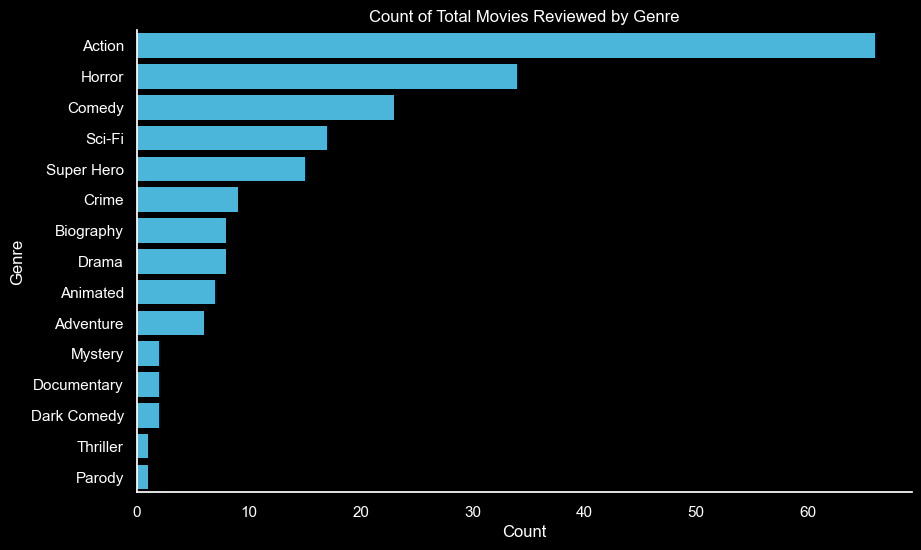 Count of Total Movies Reviewed by Genre
Action
Horror
Comedy
Sci-Fi
Super Hero
Crime
Biography
Drama
Animated
Adventure
Mystery
Documentary
Dark Comedy
Thriller
Parody
Genre
0 10 20 30 40 50 60
Count